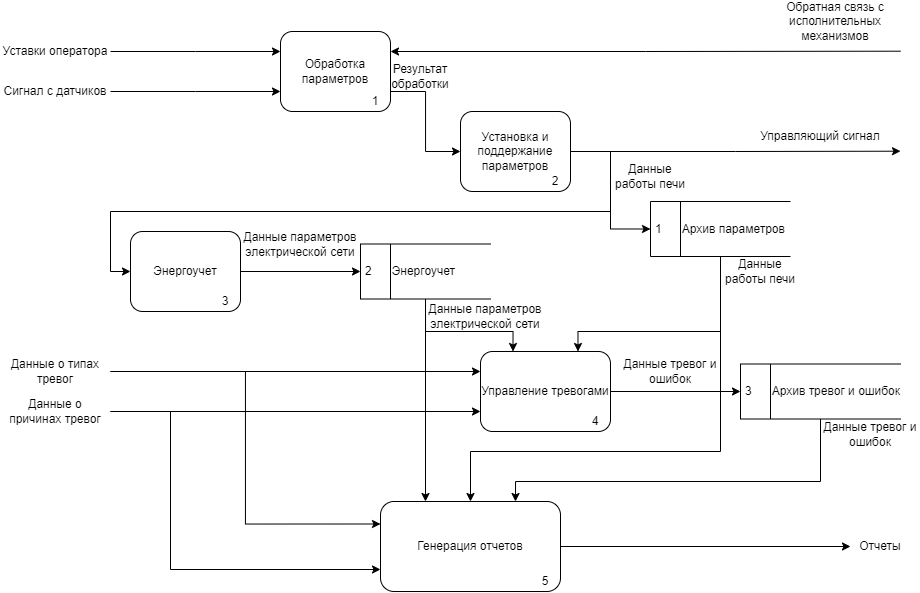 Обратная связь с
исполнительных
механизмов
Уставки оператора
Обработка
параметров
1
Сигнал с датчиков
Результат
обработки
Установка и
поддержание
параметров
2
Управляющий сигнал
Данные
работы печи
1
Архив параметров
Данные параметров
электрической сети
Энергоучет
3
2
Энергоучет
Данные
работы печи
Данные параметров
электрической сети
Данные о типах
тревог
Данные о
причинах тревог
Управление тревогами
4
Данные тревог и
ошибок
3
Архив тревог и ошибок
Данные тревог и
ошибок
Генерация отчетов
5
Отчеты